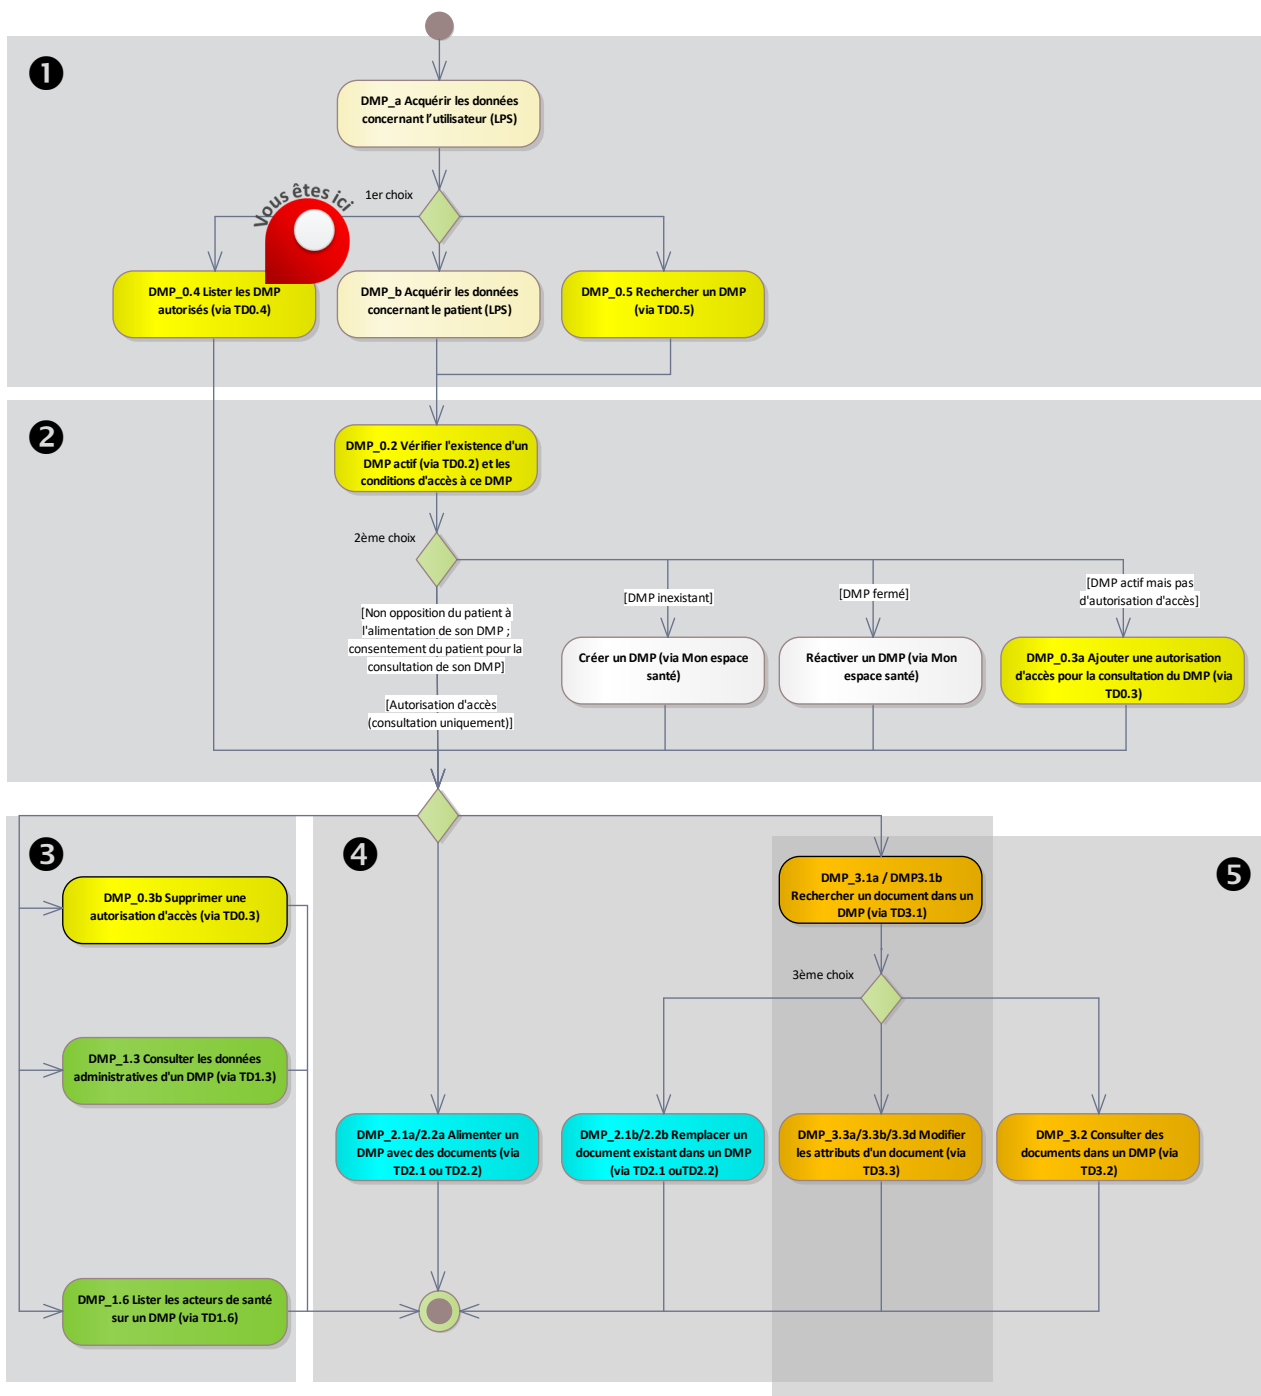 ❶
DMP_a Acquérir les données
concernant l'utilisateur (LPS)
Vous êtes ici
1er choix
DMP_0.4 Lister les DMP
autorisés (via TD0.4)
DMP_b Acquérir les données
concernant le patient (LPS)
DMP_0.5 Rechercher un DMP
(via TD0.5)
❷
DMP_0.2 Vérifier l'existence d'un
DMP actif (via TD0.2) et les
conditions d'accès à ce DMP
2ème choix
[Non opposition du patient à
l'alimentation de son DMP ;
consentement du patient pour la
consultation de son DMP]
[Autorisation d'accès
(consultation uniquement)]
[DMP inexistant]
[DMP fermé]
[DMP actif mais pas
d'autorisation d'accès]
Créer un DMP (via Mon espace
santé)
Réactiver un DMP (via Mon
espace santé)
DMP_0.3a Ajouter une autorisation
d'accès pour la consultation du DMP (via
TD0.3)
❸
DMP_0.3b Supprimer une
autorisation d'accès (via TD0.3)
DMP_1.3 Consulter les données
administratives d'un DMP (via TD1.3)
DMP_1.6 Lister les acteurs de santé
sur un DMP (via TD1.6)
❹
❺
DMP_3.1a / DMP3.1b
Rechercher un document dans un
DMP (via TD3.1)
3ème choix
DMP_2.1a/2.2a Alimenter un
DMP avec des documents (via
TD2.1 ou TD2.2)
DMP_2.1b/2.2b Remplacer un
document existant dans un DMP
(via TD2.1 ouTD2.2)
DMP_3.3a/3.3b/3.3d Modifier
les attributs d'un document (via
TD3.3)
DMP_3.2 Consulter des
documents dans un DMP (via
TD3.2)